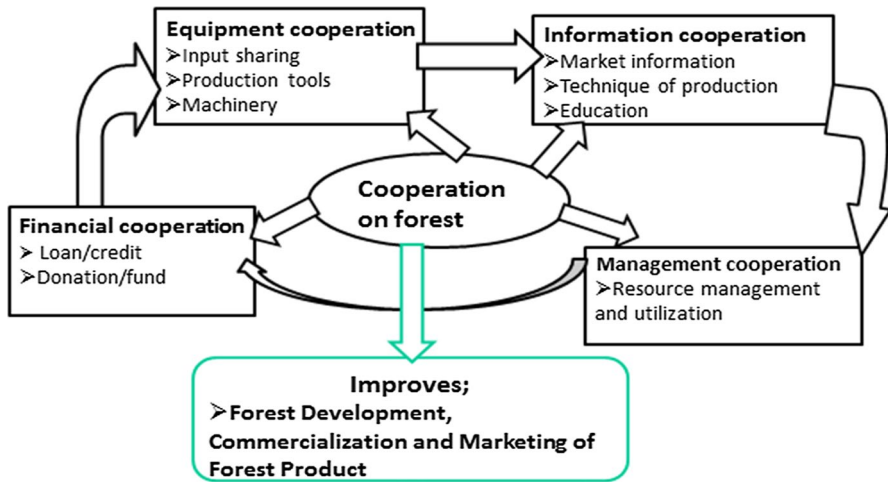 Equipment cooperation
➢Input sharing
➢Production tools
➢Machinery
Information cooperation
➢Market information
➢Technique of production
➢Education
Cooperation
on forest
Financial cooperation
➢ Loan/credit
➢Donation/fund
Management cooperation
➢Resource management
and utilization
Improves;
➢Forest Development,
Commercialization and Marketing of
Forest Product